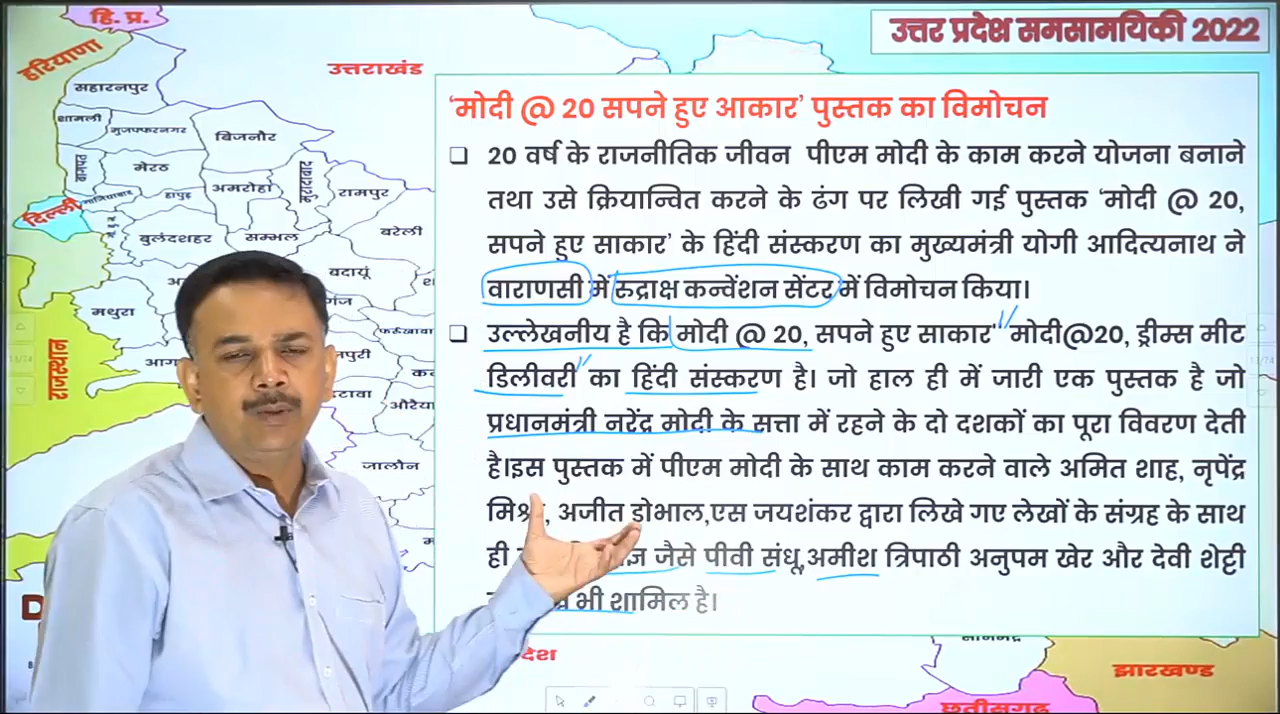 हि. प्र.
उत्तर प्रदेश समसामयिकी 2022
हरियाणा
उत्तराखंड
सहारनपुर
शामली
मुजफ्फरनगर
बिजनौर
बागपत
मेरठ
अमरोहा
मुरादाबाद
रामपुर
दिल्ली
गाजियाबाद
हापुड़
बुलंदशहर
सम्भल
बरेली
बदायूं
मथुरा
राजस्थान
औरैया
जालौन
'मोदी @ 20 सपने हुए आकार' पुस्तक का विमोचन
20 वर्ष के राजनीतिक जीवन पीएम मोदी के काम करने योजना बनाने
तथा उसे क्रियान्वित करने के ढंग पर लिखी गई पुस्तक 'मोदी @ 20,
सपने हुए साकार' के हिंदी संस्करण का मुख्यमंत्री योगी आदित्यनाथ ने
वाराणसी में रुद्राक्ष कन्वेंशन सेंटर में विमोचन किया।
उल्लेखनीय है कि मोदी @ 20, सपने हुए साकार" मोदी@20, ड्रीम्स मीट
डिलीवरी" का हिंदी संस्करण है। जो हाल ही में जारी एक पुस्तक है जो
प्रधानमंत्री नरेंद्र मोदी के सत्ता में रहने के दो दशकों का पूरा विवरण देती
है।इस पुस्तक में पीएम मोदी के साथ काम करने वाले अमित शाह, नृपेंद्र
अजीत डोभाल,एस जयशंकर द्वारा लिखे गए लेखों के संग्रह के साथ
ही जैसे पीवी संधू,अमीश त्रिपाठी अनुपम खेर और देवी शेट्टी
भी शामिल है।
झारखण्ड
छत्तीसगढ़